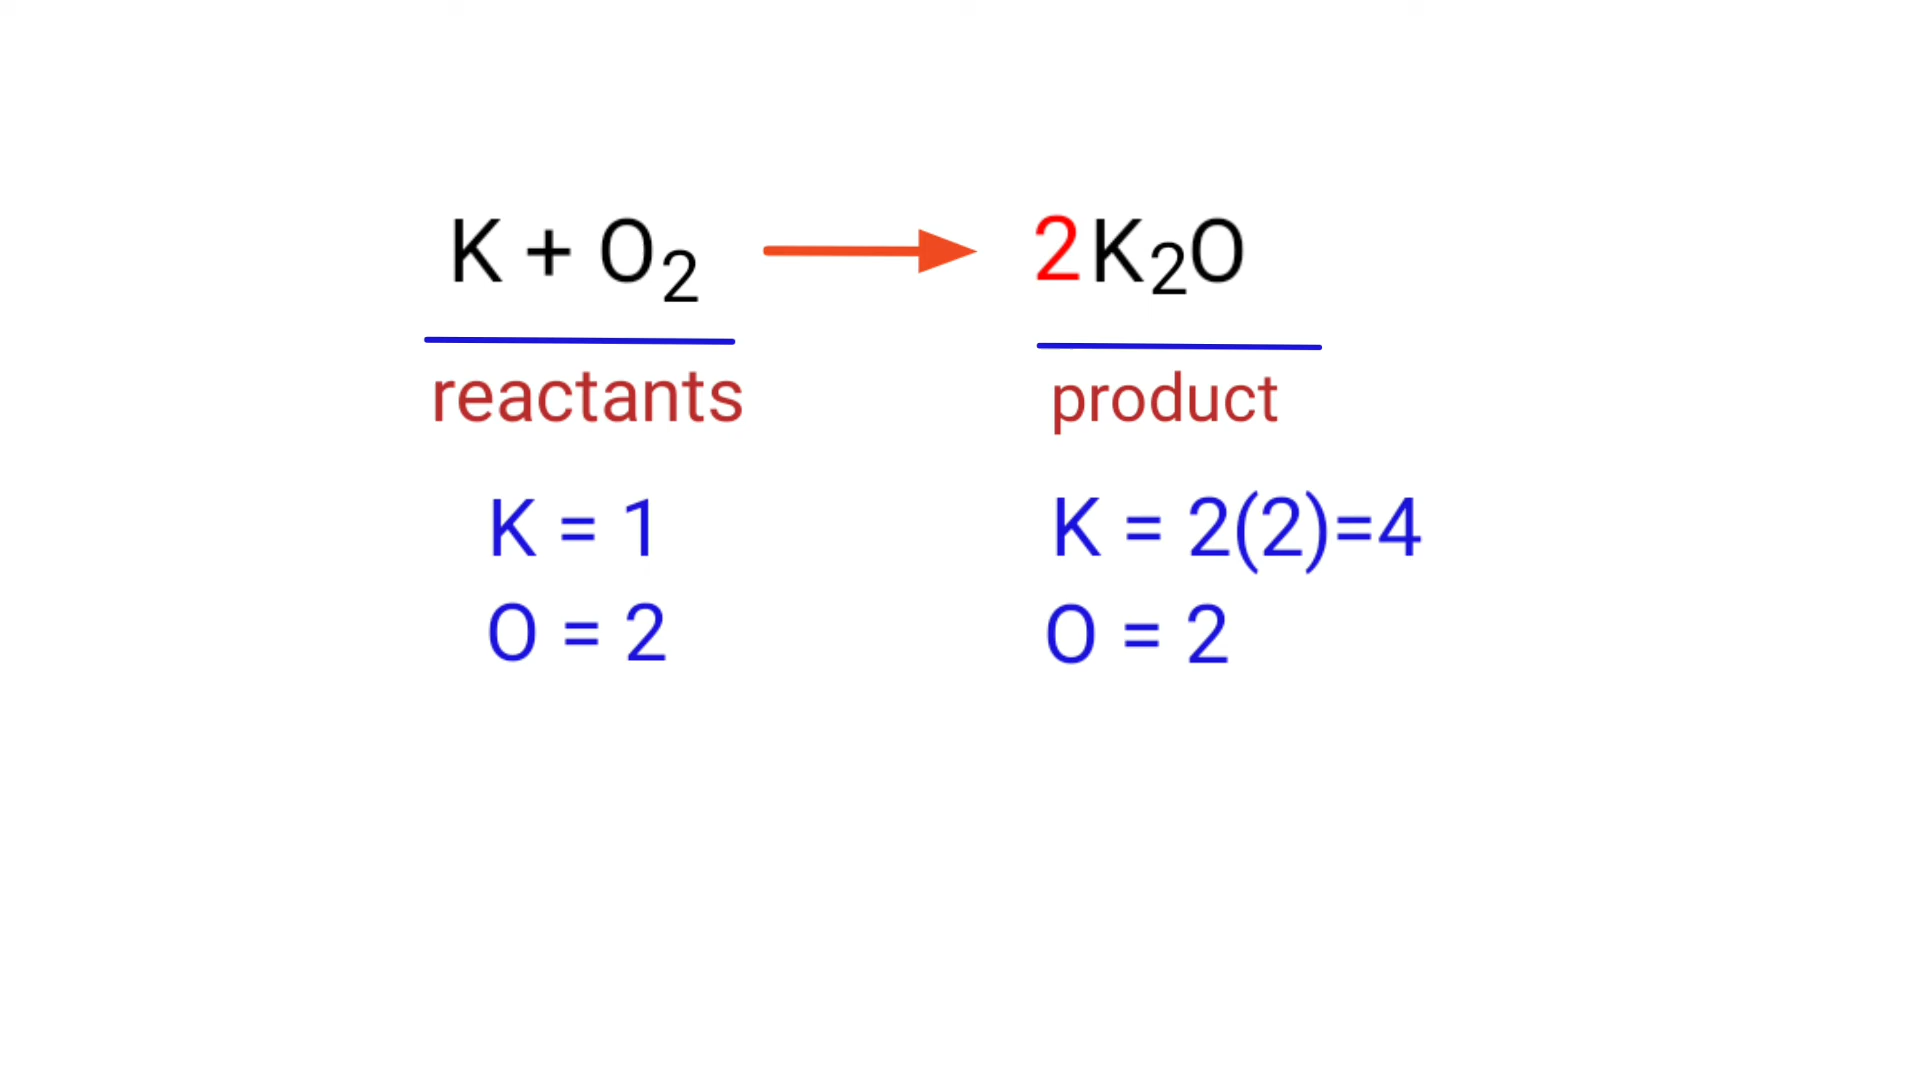 K + O₂ → 2K₂O
reactants product
K = 1 K = 2(2)=4
O = 2 O = 2